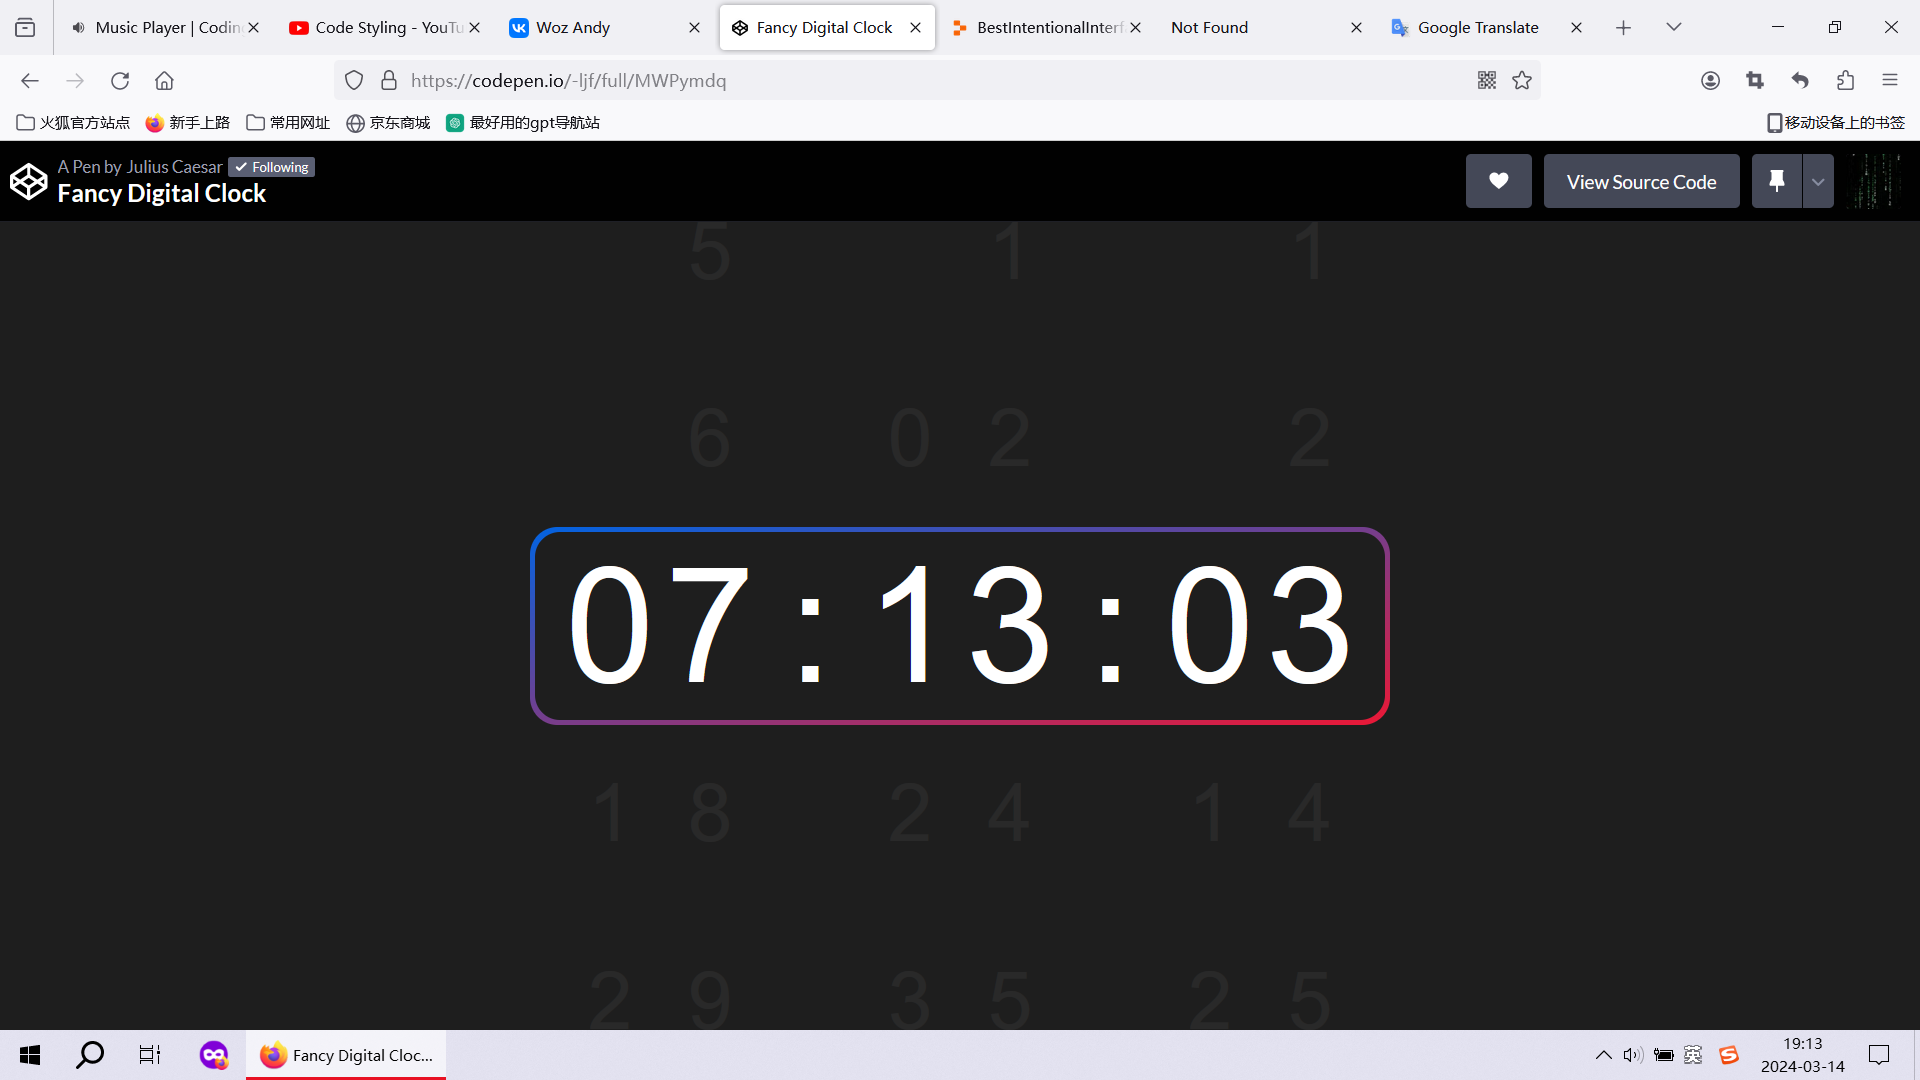 Music Player | Coding
Code Styling - YouTu
Woz Andy
Fancy Digital Clock
BestIntentionalInterf
Not Found
Google Translate
https://codepen.io/-ljf/full/MWPymdq
火狐官方站点
新手上路
常用网址
京东商城
最好用的gpt导航站
移动设备上的书签
A Pen by Julius Caesar
Following
Fancy Digital Clock
View Source Code
5 1 1
6 0 2 2
07:13:03
1 8 2 4 1 4
2 9 3 5 2 5
Fancy Digital Cloc...
英
19:13
2024-03-14